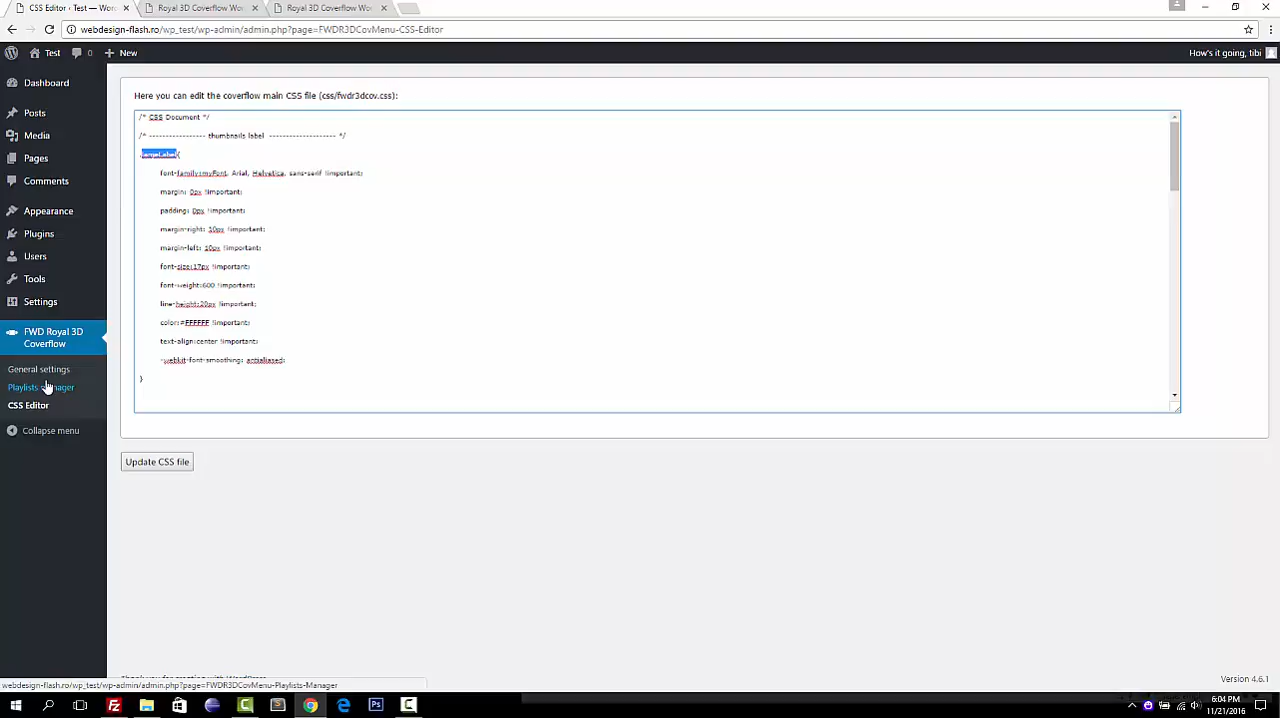 CSS Editor ‹ Test — Wor
Royal 3D Coverflow Wo
Royal 3D Coverflow Wo
webdesign-flash.ro/wp_test/wp-admin/admin.php?page=FWDR3DCovMenu-CSS-Editor
Test
0
New
How's it going, tibi
Dashboard
Posts
Media
Pages
Comments
Appearance
Plugins
Users
Tools
Settings
FWD Royal 3D
Coverflow
General settings
Playlists Manager
CSS Editor
Collapse menu
Here you can edit the coverflow main CSS file (css/fwdr3dcov.css):
/* CSS Document */
/* ----------------- thumbnails label -------------------- */
font-family:myFont, Arial, Helvetica, sans-serif !important;
margin: 0px !important;
padding: 0px !important;
margin-right: 10px !important;
margin-left: 10px !important;
font-size:17px !important;
font-weight:600 !important;
line-height:20px !important;
color:#FFFFFF !important;
text-align:center !important;
-webkit-font-smoothing: antialiased;
}
Update CSS file
webdesign-flash.ro/wp_test/wp-admin/admin.php?page=FWDR3DCovMenu-Playlists-Manager
Version 4.6.1
6:04 PM
11/21/2016